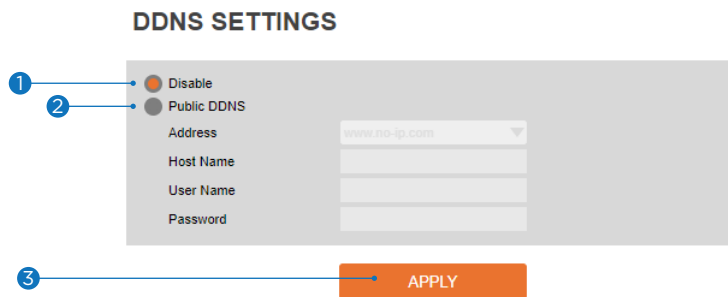 DDNS SETTINGS
1 Disable
2 Public DDNS
Address www.no-ip.com
Host Name
User Name
Password
3 APPLY